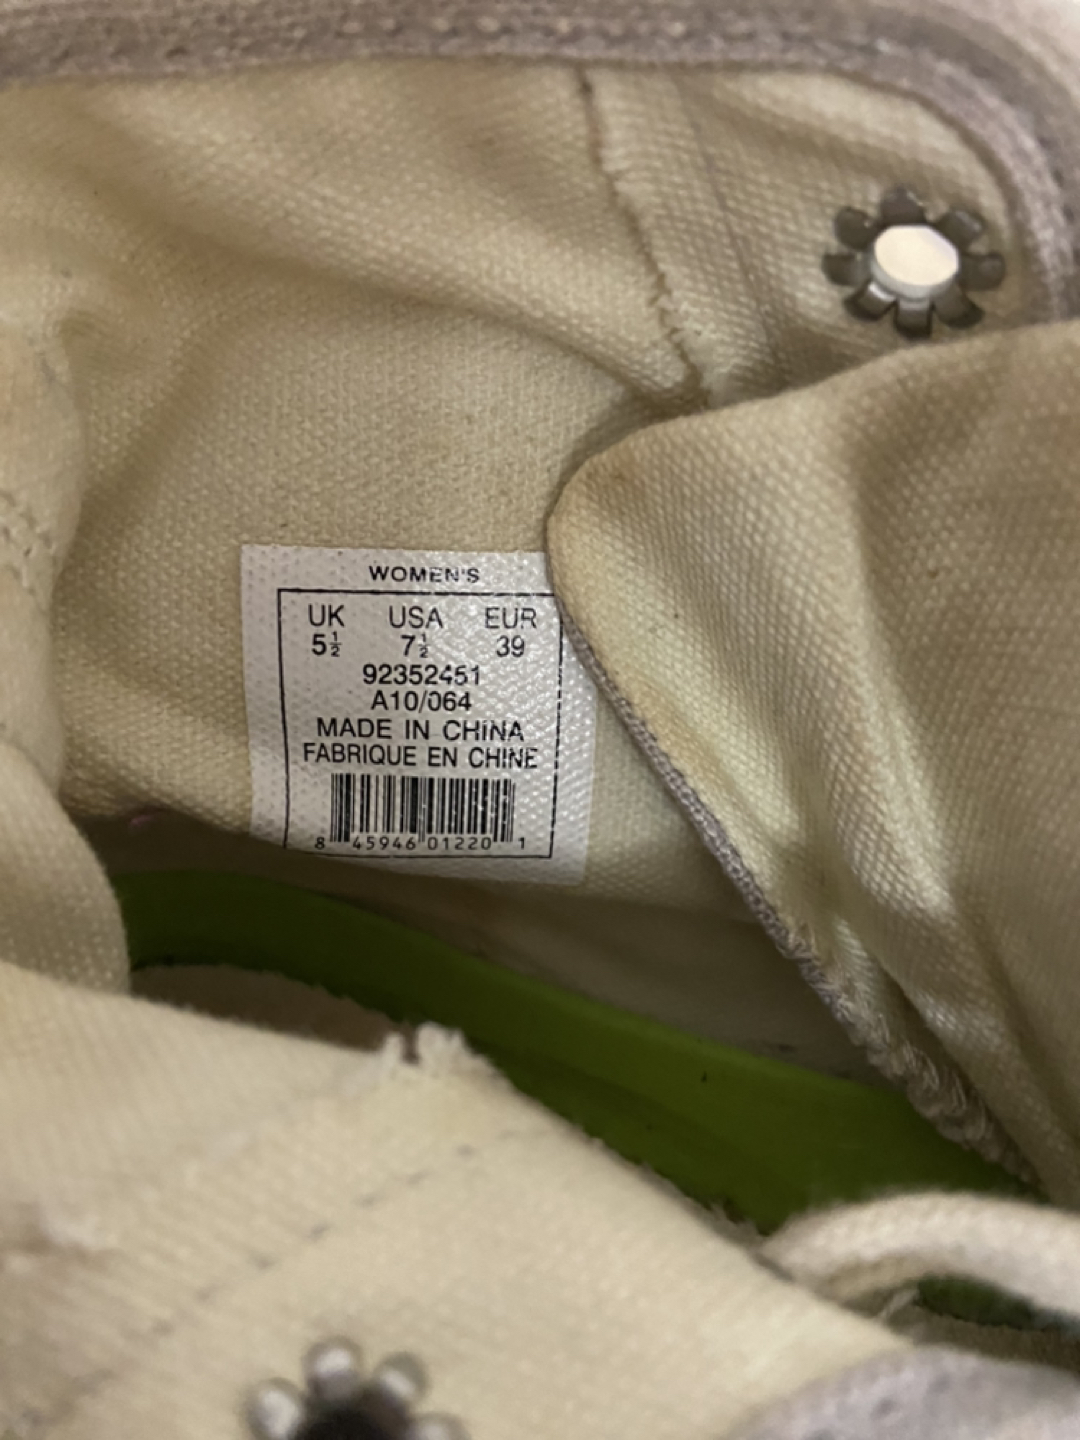 WOMEN'S
UK USA EUR
5½ 7½ 39
92352451
A10/064
MADE IN CHINA
FABRIQUE EN CHINE
8 45946 01220 1